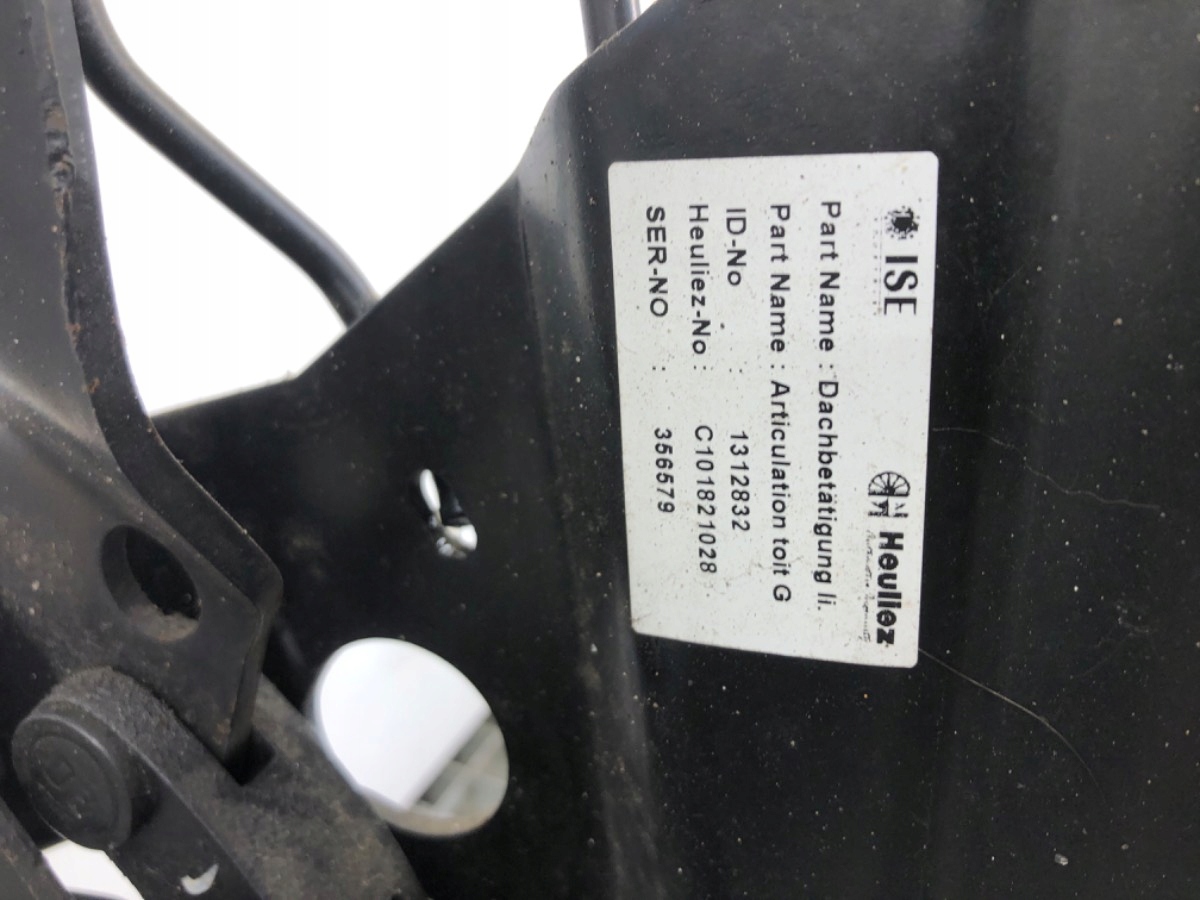 ISE
Heuliez
Part Name : Dachbetätigung li.
Part Name : Articulation toit G
ID-No : 1312832
Heuliez-No : C101821028
SER-NO : 356579